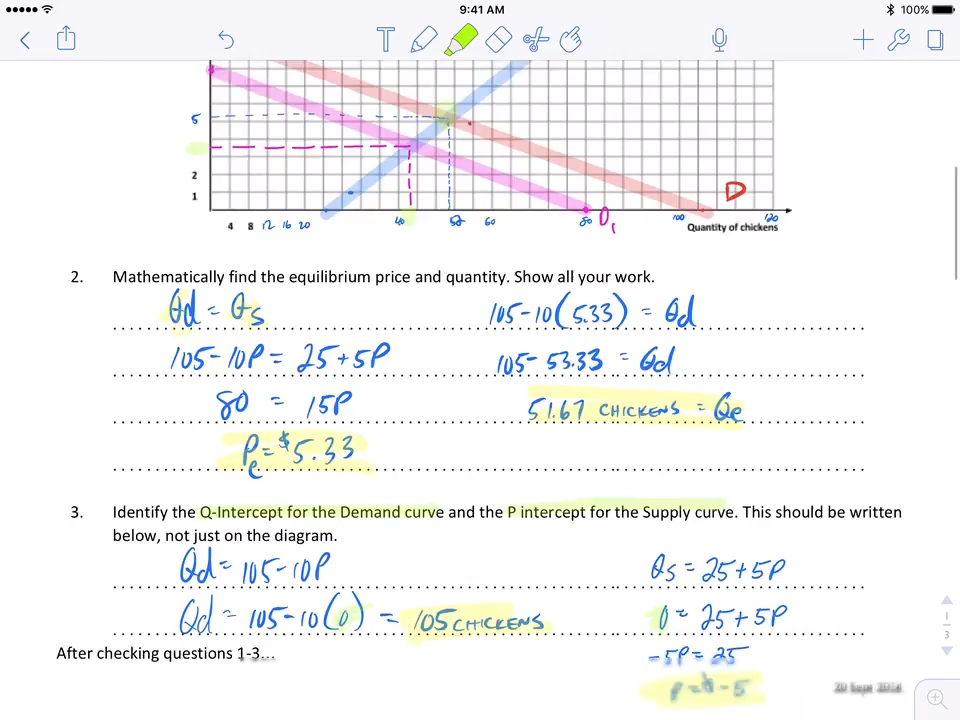 9:41 AM
100%
T
5
2
1
D
4 8 12 16 20 40 52 60 80 D1 100 120
Quantity of chickens
2. Mathematically find the equilibrium price and quantity. Show all your work.
Qd = Qs
105-10(5.33) = Qd
105-10P = 25+5P
105-53.33 = Qd
80 = 15P
51.67 CHICKENS = Qe
Pe = $5.33
3. Identify the Q-Intercept for the Demand curve and the P intercept for the Supply curve. This should be written
below, not just on the diagram.
Qd = 105-10P
Qs = 25+5P
Qd = 105-10(0) = 105 CHICKENS
0 = 25+5P
After checking questions 1-3...
-5P = 25
P = $-5
1
3